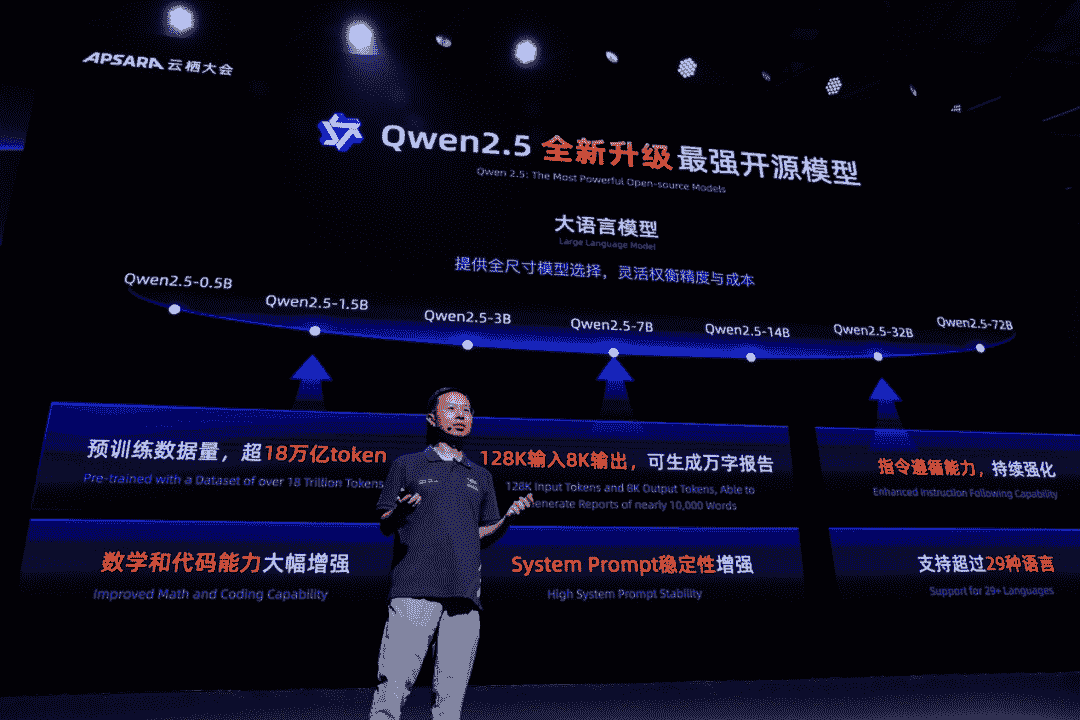 APSARA 云栖大会
Qwen2.5 全新升级 最强开源模型
Qwen 2.5: The Most Powerful Open-source Models
大语言模型
Large Language Model
提供全尺寸模型选择，灵活权衡精度与成本
Qwen2.5-0.5B
Qwen2.5-1.5B
Qwen2.5-3B
Qwen2.5-7B
Qwen2.5-14B
Qwen2.5-32B
Qwen2.5-72B
预训练数据量，超18万亿token
Pre-trained with a Dataset of over 18 Trillion Tokens
128K输入8K输出，可生成万字报告
128K Input Tokens and 8K Output Tokens, Able to
enerate Reports of nearly 10,000 Words
指令遵循能力，持续强化
Enhanced Instruction Following Capability
数学和代码能力大幅增强
Improved Math and Coding Capability
System Prompt稳定性增强
High System Prompt Stability
支持超过29种语言
Support for 29+ Languages